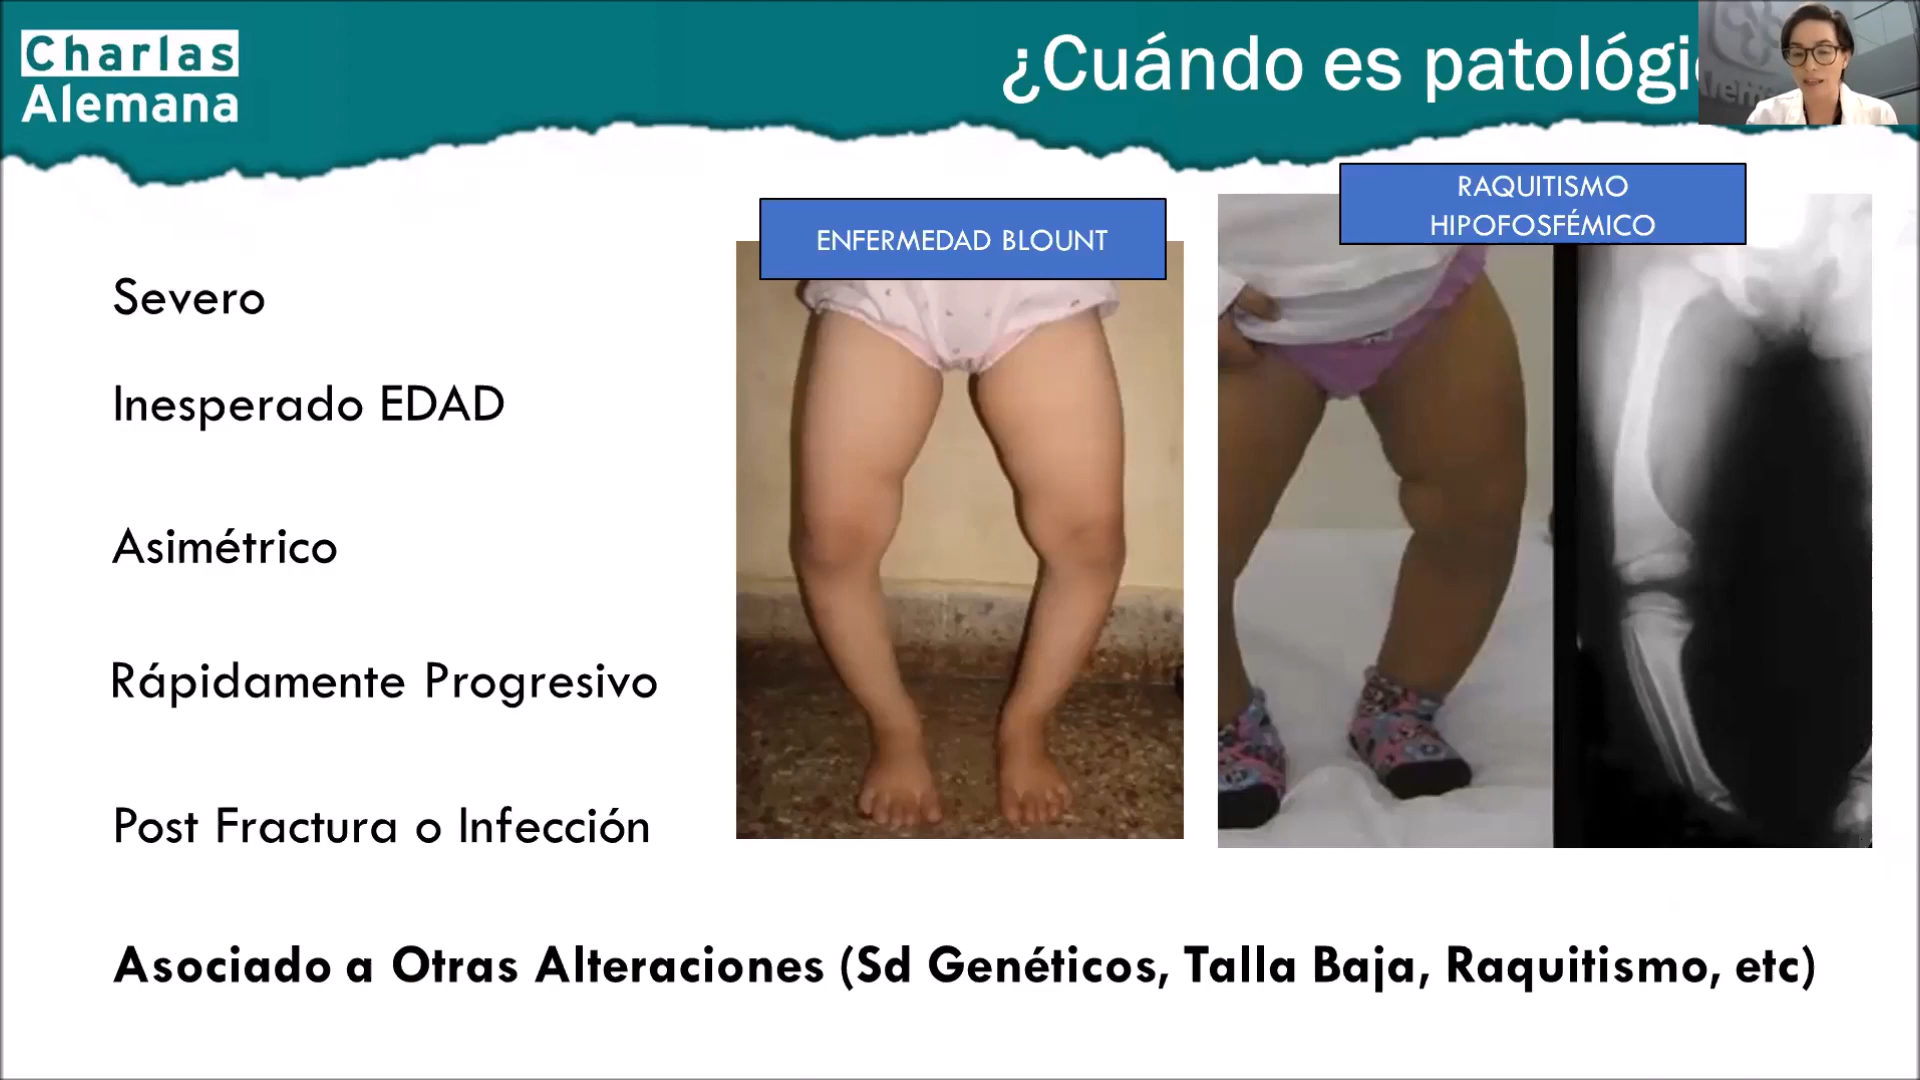 Charlas
Alemana
¿Cuándo es patológi
RAQUITISMO
HIPOFOSFÉMICO
ENFERMEDAD BLOUNT
Severo
Inesperado EDAD
Asimétrico
Rápidamente Progresivo
Post Fractura o Infección
Asociado a Otras Alteraciones (Sd Genéticos, Talla Baja, Raquitismo, etc)